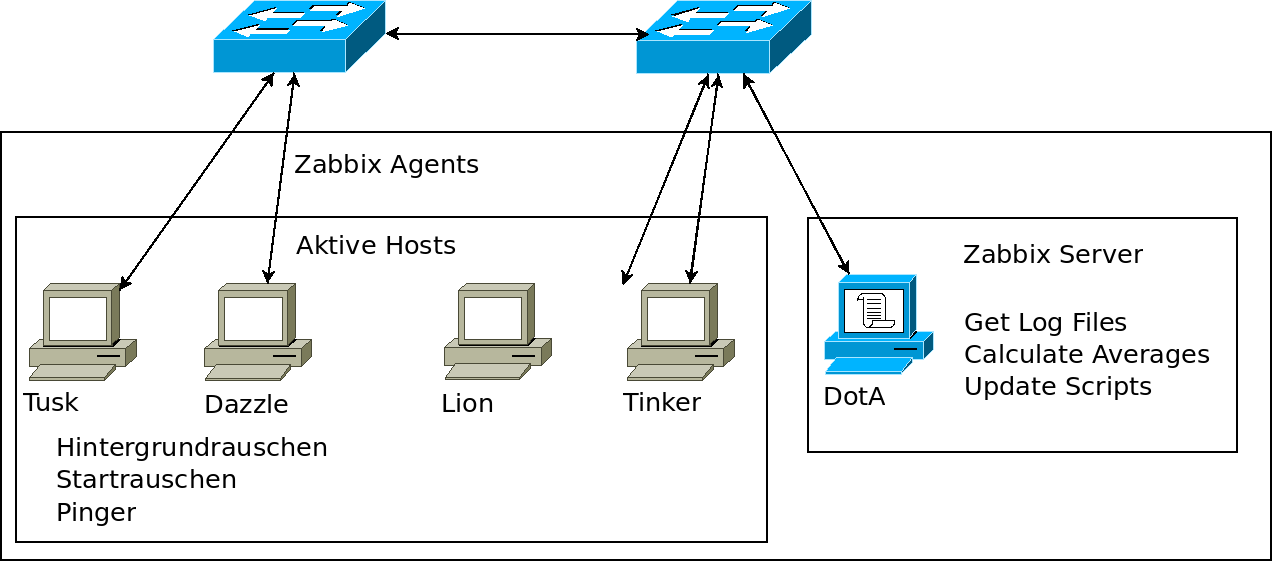 Zabbix Agents
Aktive Hosts
Tusk
Dazzle
Lion
Tinker
Hintergrundrauschen
Startrauschen
Pinger
Zabbix Server
Get Log Files
Calculate Averages
Update Scripts
DotA